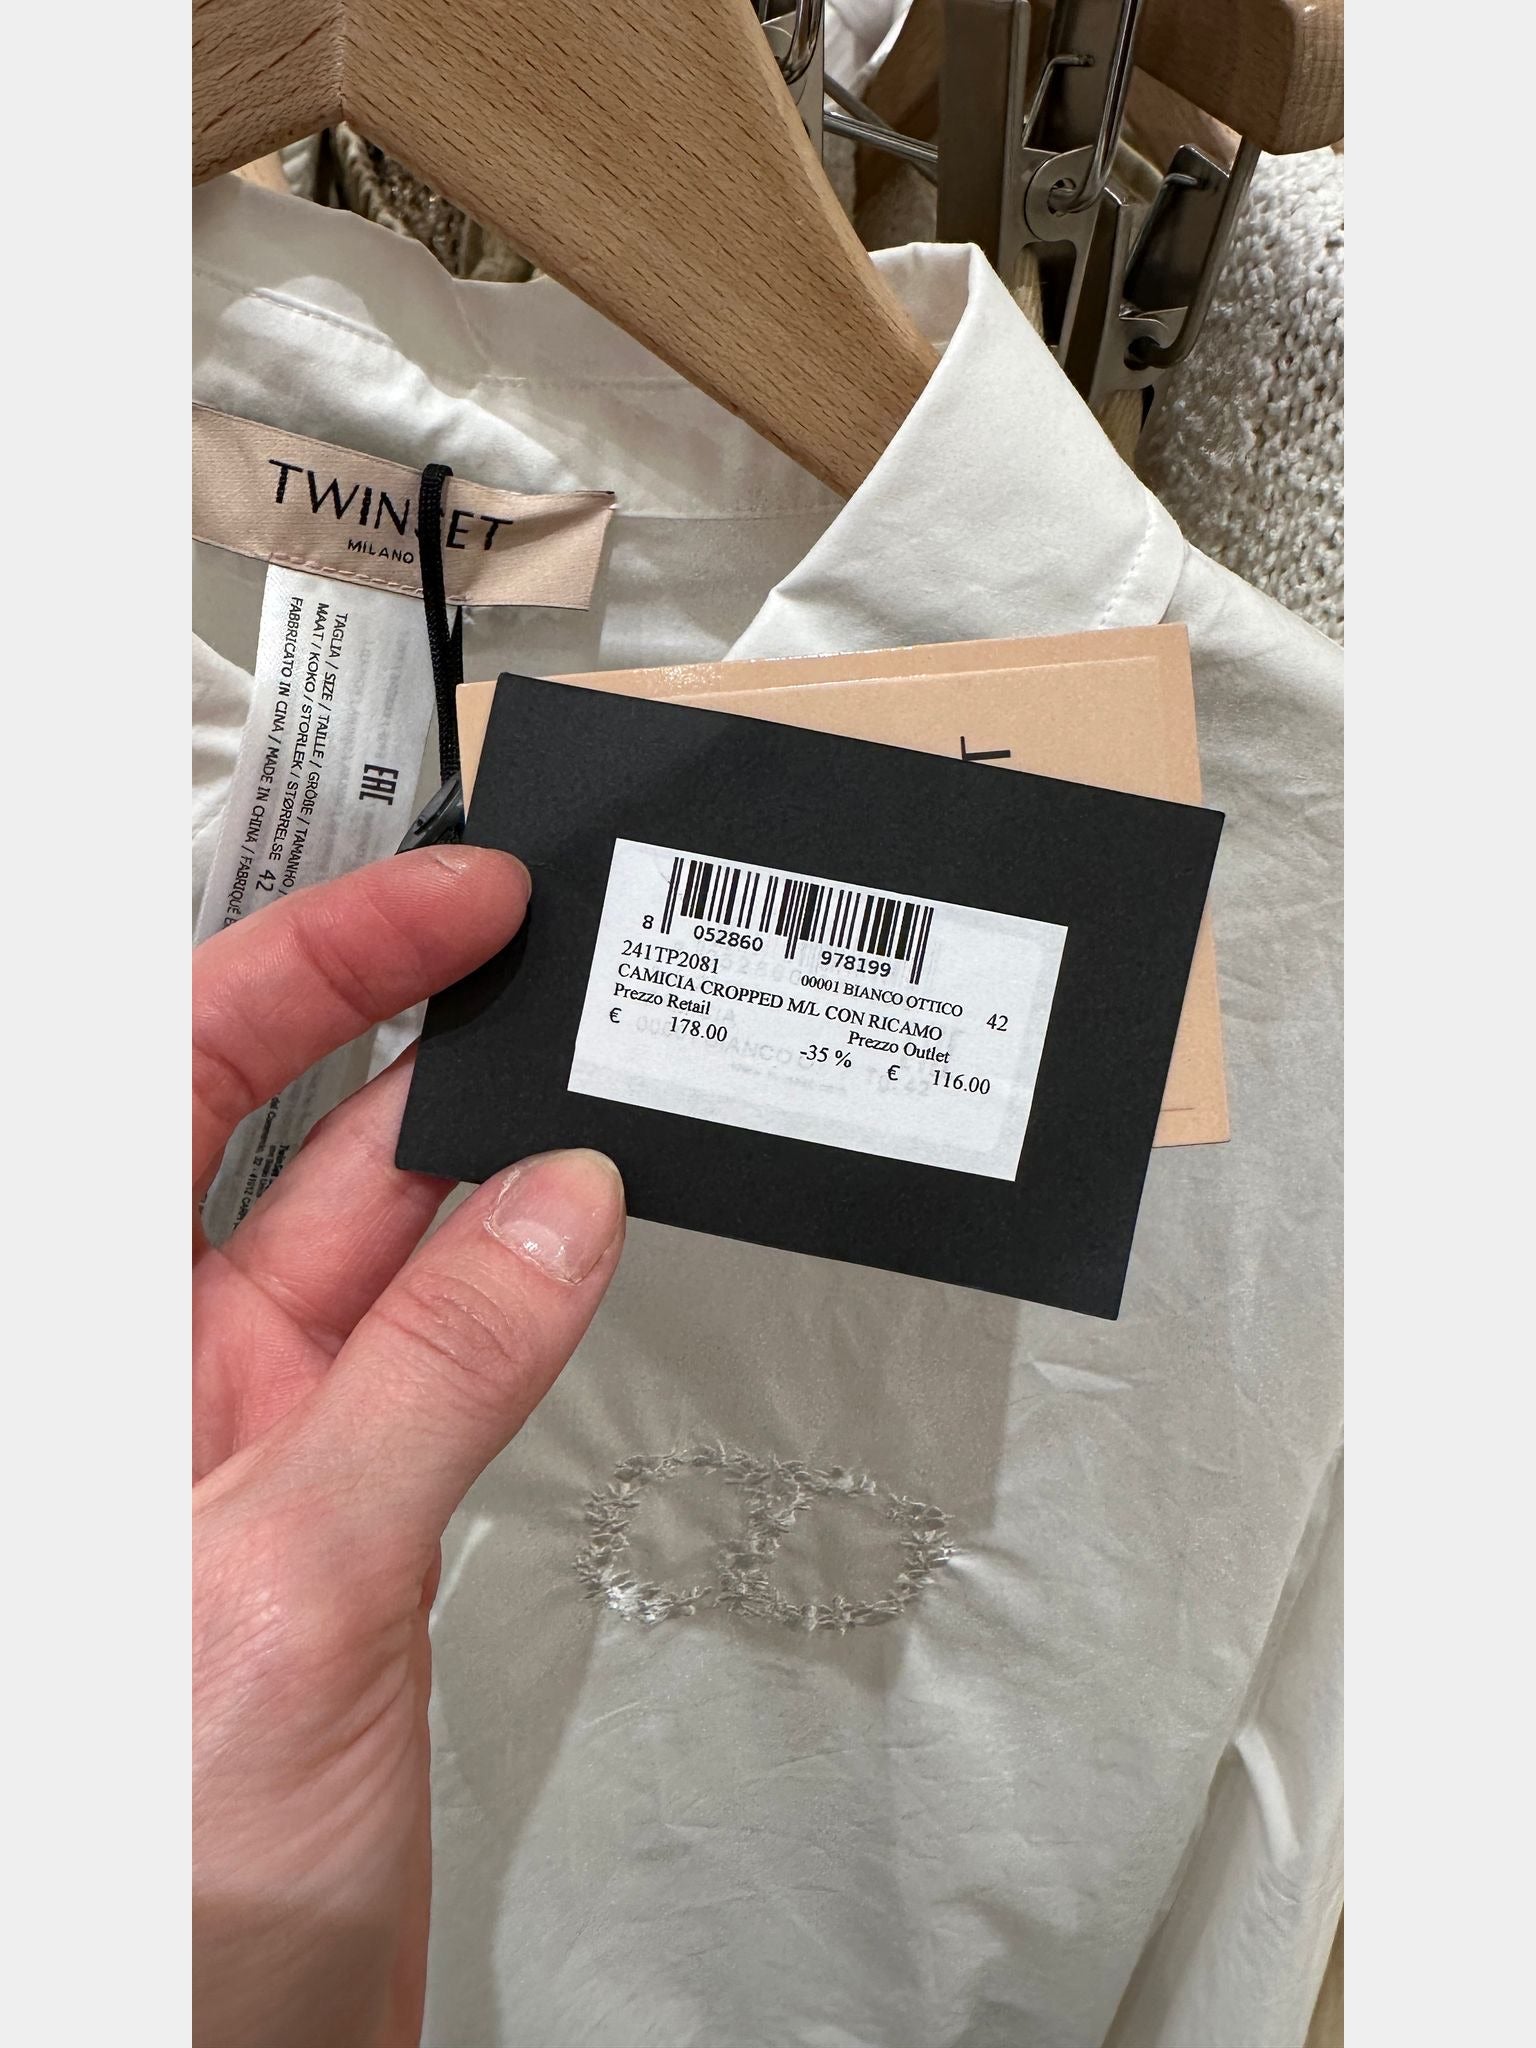 TWINSET
MILANO
EAC
TAGLIA / SIZE / TAILLE / GRÖßE / TAMANHO /
MAAT / KOKO / STORLEK / STØRRELSE 42
FABBRICATO IN CINA / MADE IN CHINA / FABRIQUÉ
T
8 052860 978199
241TP2081 00001 BIANCO OTTICO 42
CAMICIA CROPPED M/L CON RICAMO
Prezzo Retail Prezzo Outlet
€ 178.00 -35 % € 116.00